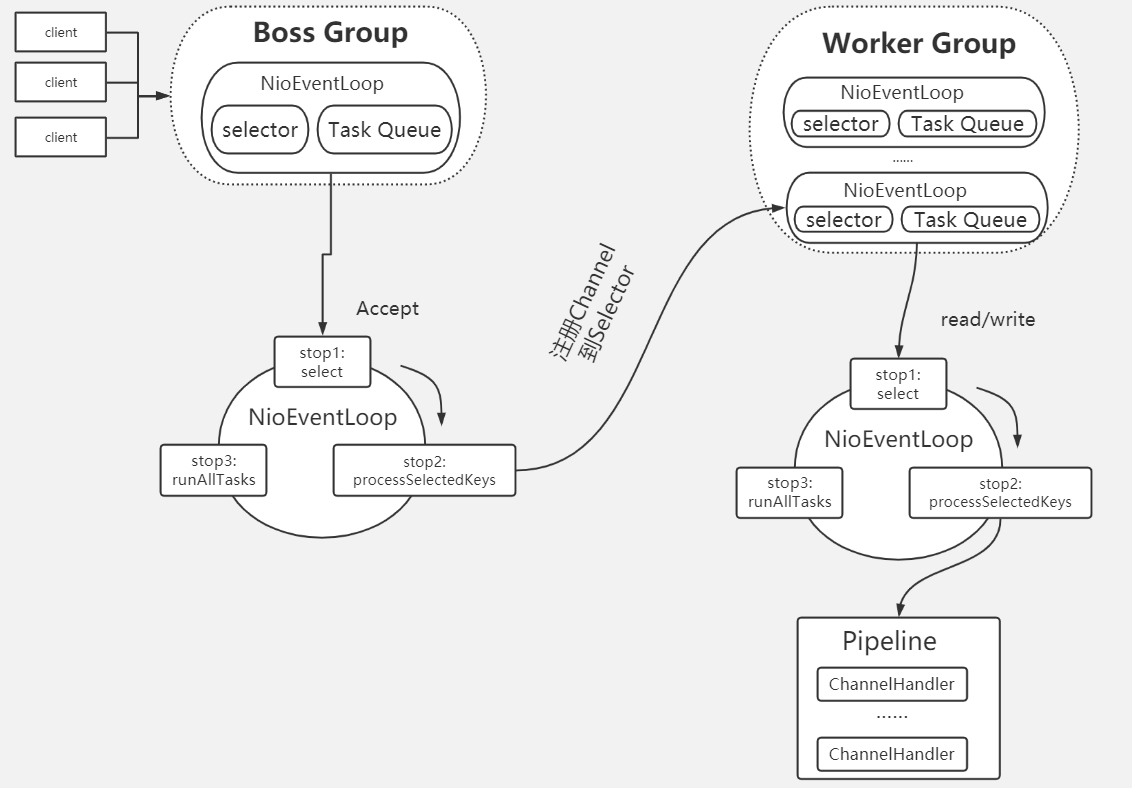 client
client
client
Boss Group
NioEventLoop
selector
Task Queue
Accept
stop1:
select
NioEventLoop
stop3:
runAllTasks
stop2:
processSelectedKeys
注册Channel
到Selector
Worker Group
NioEventLoop
selector
Task Queue
......
NioEventLoop
selector
Task Queue
read/write
stop1:
select
NioEventLoop
stop3:
runAllTasks
stop2:
processSelectedKeys
Pipeline
ChannelHandler
......
ChannelHandler